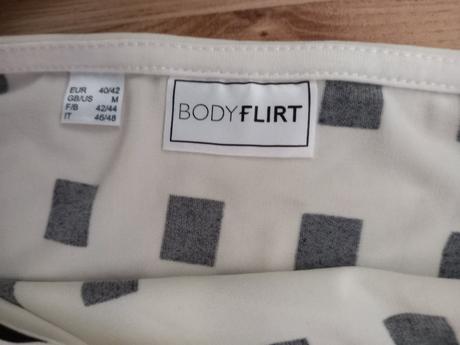 EUR 40/42
GB/US M
F/B 42/44
IT 46/48
BODYFLIRT